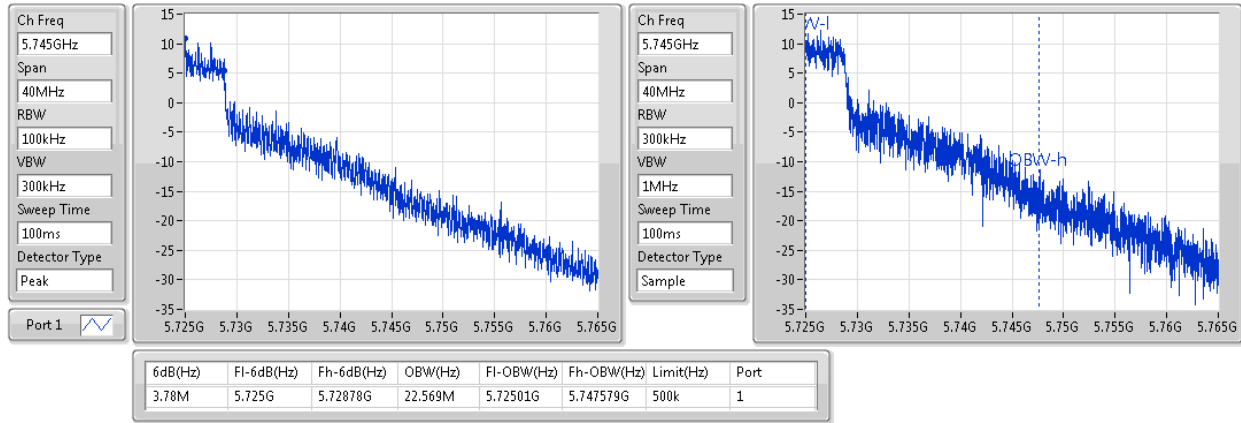 Ch Freq
5.745GHz
Span
40MHz
RBW
100kHz
VBW
300kHz
Sweep Time
100ms
Detector Type
Peak
Port 1
15
10
5
0
-5
-10
-15
-20
-25
-30
-35
5.725G 5.73G 5.735G 5.74G 5.745G 5.75G 5.755G 5.76G 5.765G
Ch Freq
5.745GHz
Span
40MHz
RBW
300kHz
VBW
1MHz
Sweep Time
100ms
Detector Type
Sample
15
10
5
0
-5
-10
-15
-20
-25
-30
-35
W-l
OBW-h
5.725G 5.73G 5.735G 5.74G 5.745G 5.75G 5.755G 5.76G 5.765G
6dB(Hz) Fl-6dB(Hz) Fh-6dB(Hz) OBW(Hz) Fl-OBW(Hz) Fh-OBW(Hz) Limit(Hz) Port
3.78M 5.725G 5.72878G 22.569M 5.72501G 5.747579G 500k 1